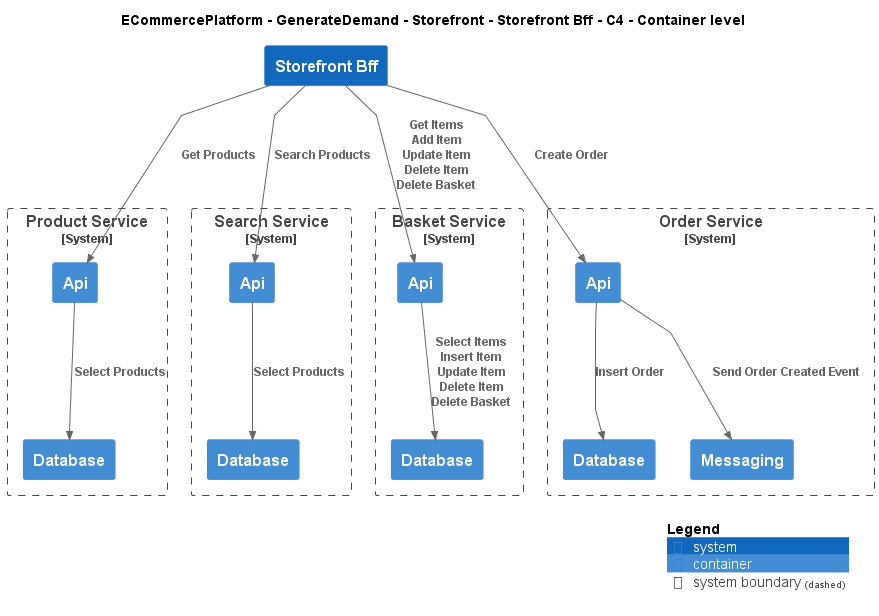 ECommercePlatform - GenerateDemand - Storefront - Storefront Bff - C4 - Container level
Storefront Bff
Get Products
Search Products
Get Items
Add Item
Update Item
Delete Item
Delete Basket
Create Order
Product Service
[System]
Search Service
[System]
Basket Service
[System]
Order Service
[System]
Api
Api
Api
Api
Select Products
Select Products
Select Items
Insert Item
Update Item
Delete Item
Delete Basket
Insert Order
Send Order Created Event
Database
Database
Database
Database
Messaging
Legend
system
container
system boundary (dashed)